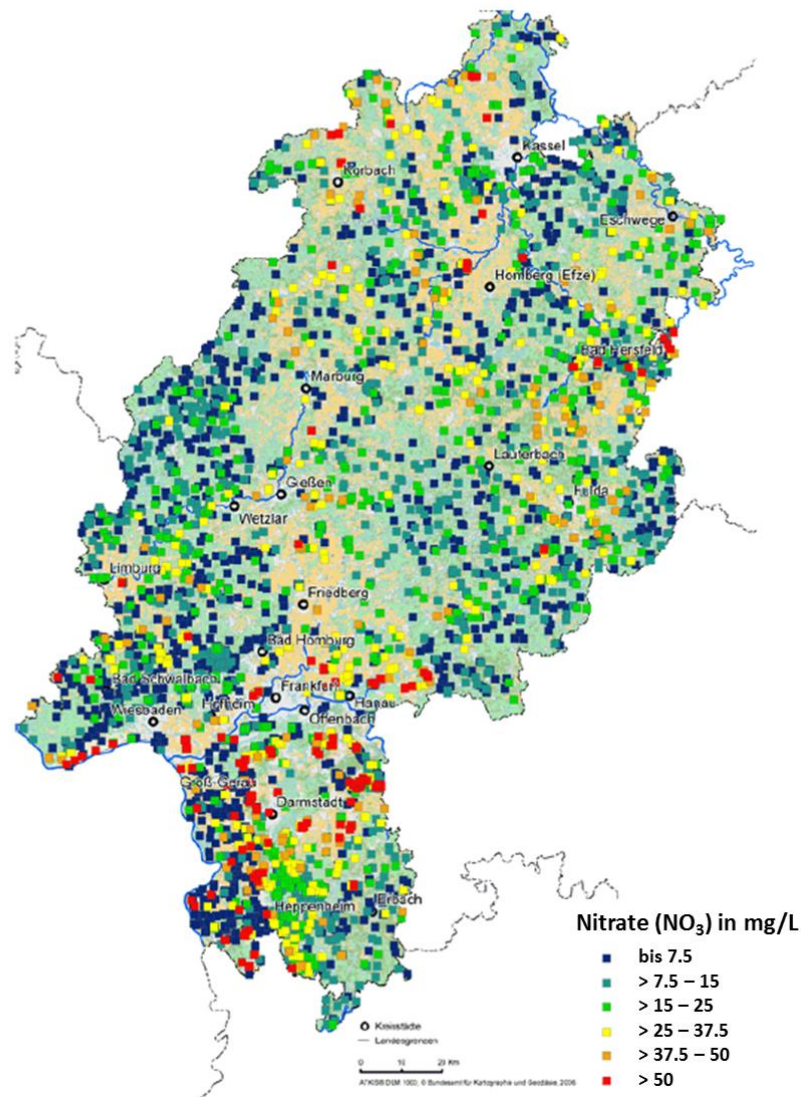 Kassel
Korbach
Eschwege
Homberg (Efze)
Bad Hersfeld
Marburg
Lauterbach
Gießen
Fulda
Wetzlar
Limburg
Friedberg
Bad Homburg
Bad Schwalbach
Frankfurt
Hanau
Hofheim
Wiesbaden
Offenbach
Groß-Gerau
Darmstadt
Heppenheim
Erbach
Nitrate (NO₃) in mg/L
bis 7.5
> 7.5 – 15
> 15 – 25
> 25 – 37.5
> 37.5 – 50
> 50
Kreisstädte
Landesgrenzen
0 10 20 Km
ATKIS® DLM 1000, © Bundesamt für Kartographie und Geodäsie, 2006